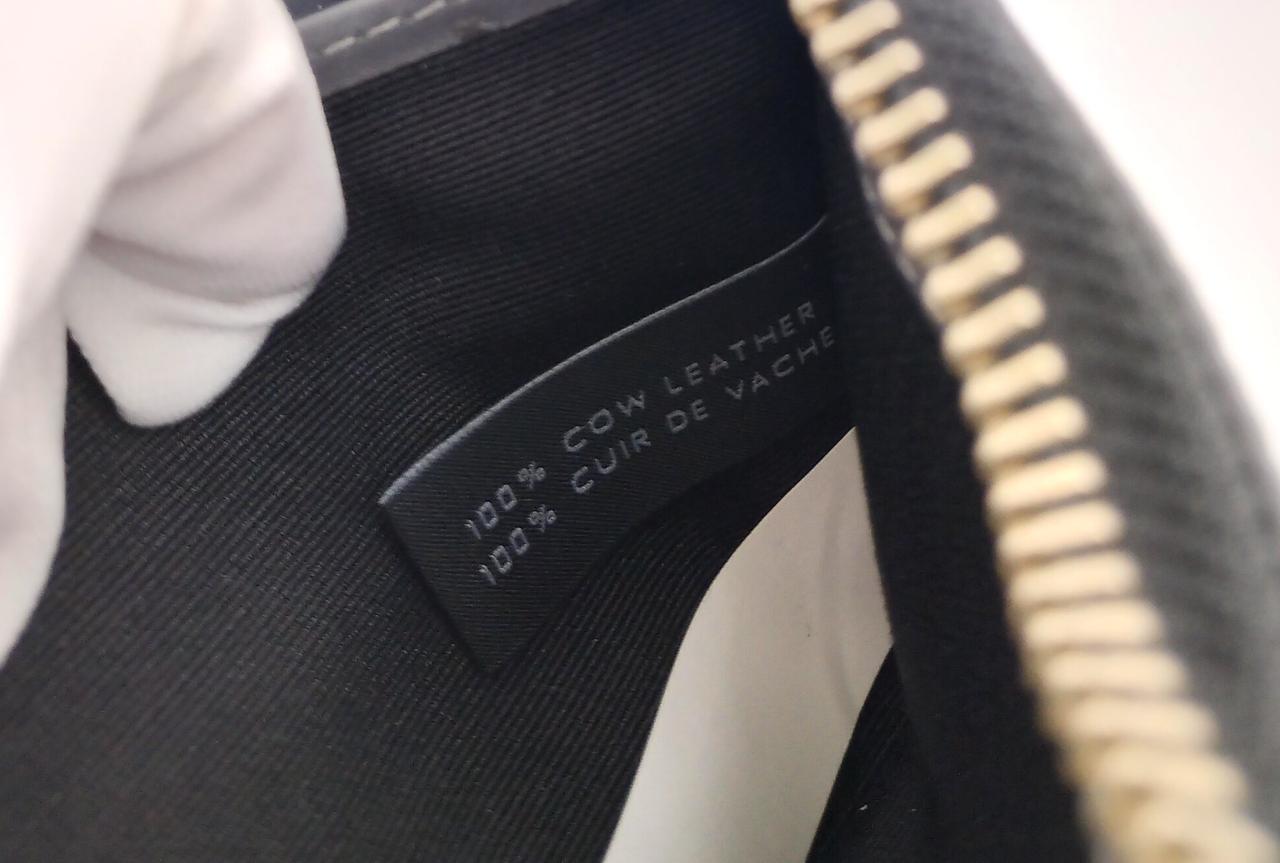 100% COW LEATHER
100% CUIR DE VACHE